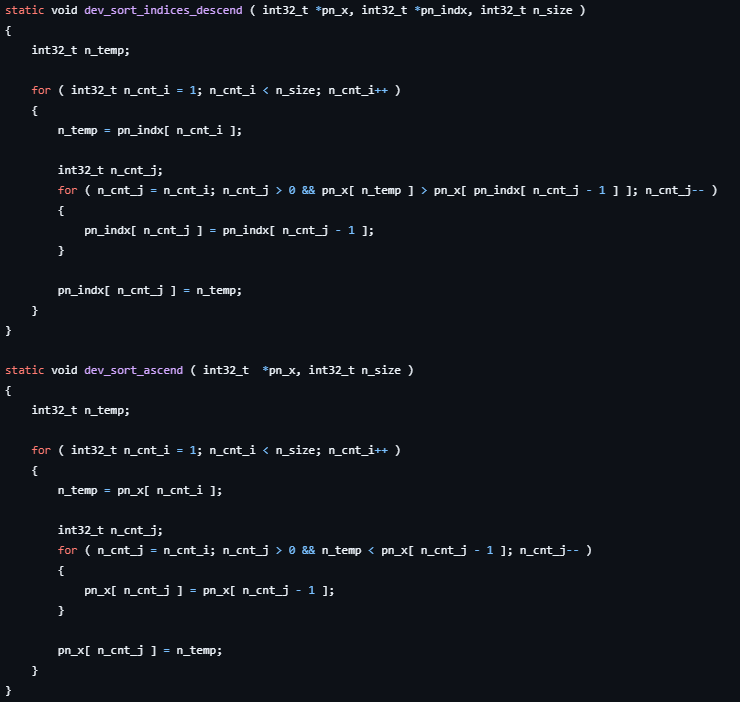 static void dev_sort_indices_descend ( int32_t *pn_x, int32_t *pn_indx, int32_t n_size )
{
    int32_t n_temp;

    for ( int32_t n_cnt_i = 1; n_cnt_i < n_size; n_cnt_i++ )
    {
        n_temp = pn_indx[ n_cnt_i ];

        int32_t n_cnt_j;
        for ( n_cnt_j = n_cnt_i; n_cnt_j > 0 && pn_x[ n_temp ] > pn_x[ pn_indx[ n_cnt_j - 1 ] ]; n_cnt_j-- )
        {
            pn_indx[ n_cnt_j ] = pn_indx[ n_cnt_j - 1 ];
        }

        pn_indx[ n_cnt_j ] = n_temp;
    }
}

static void dev_sort_ascend ( int32_t  *pn_x, int32_t n_size )
{
    int32_t n_temp;

    for ( int32_t n_cnt_i = 1; n_cnt_i < n_size; n_cnt_i++ )
    {
        n_temp = pn_x[ n_cnt_i ];

        int32_t n_cnt_j;
        for ( n_cnt_j = n_cnt_i; n_cnt_j > 0 && n_temp < pn_x[ n_cnt_j - 1 ]; n_cnt_j-- )
        {
            pn_x[ n_cnt_j ] = pn_x[ n_cnt_j - 1 ];
        }

        pn_x[ n_cnt_j ] = n_temp;
    }
}